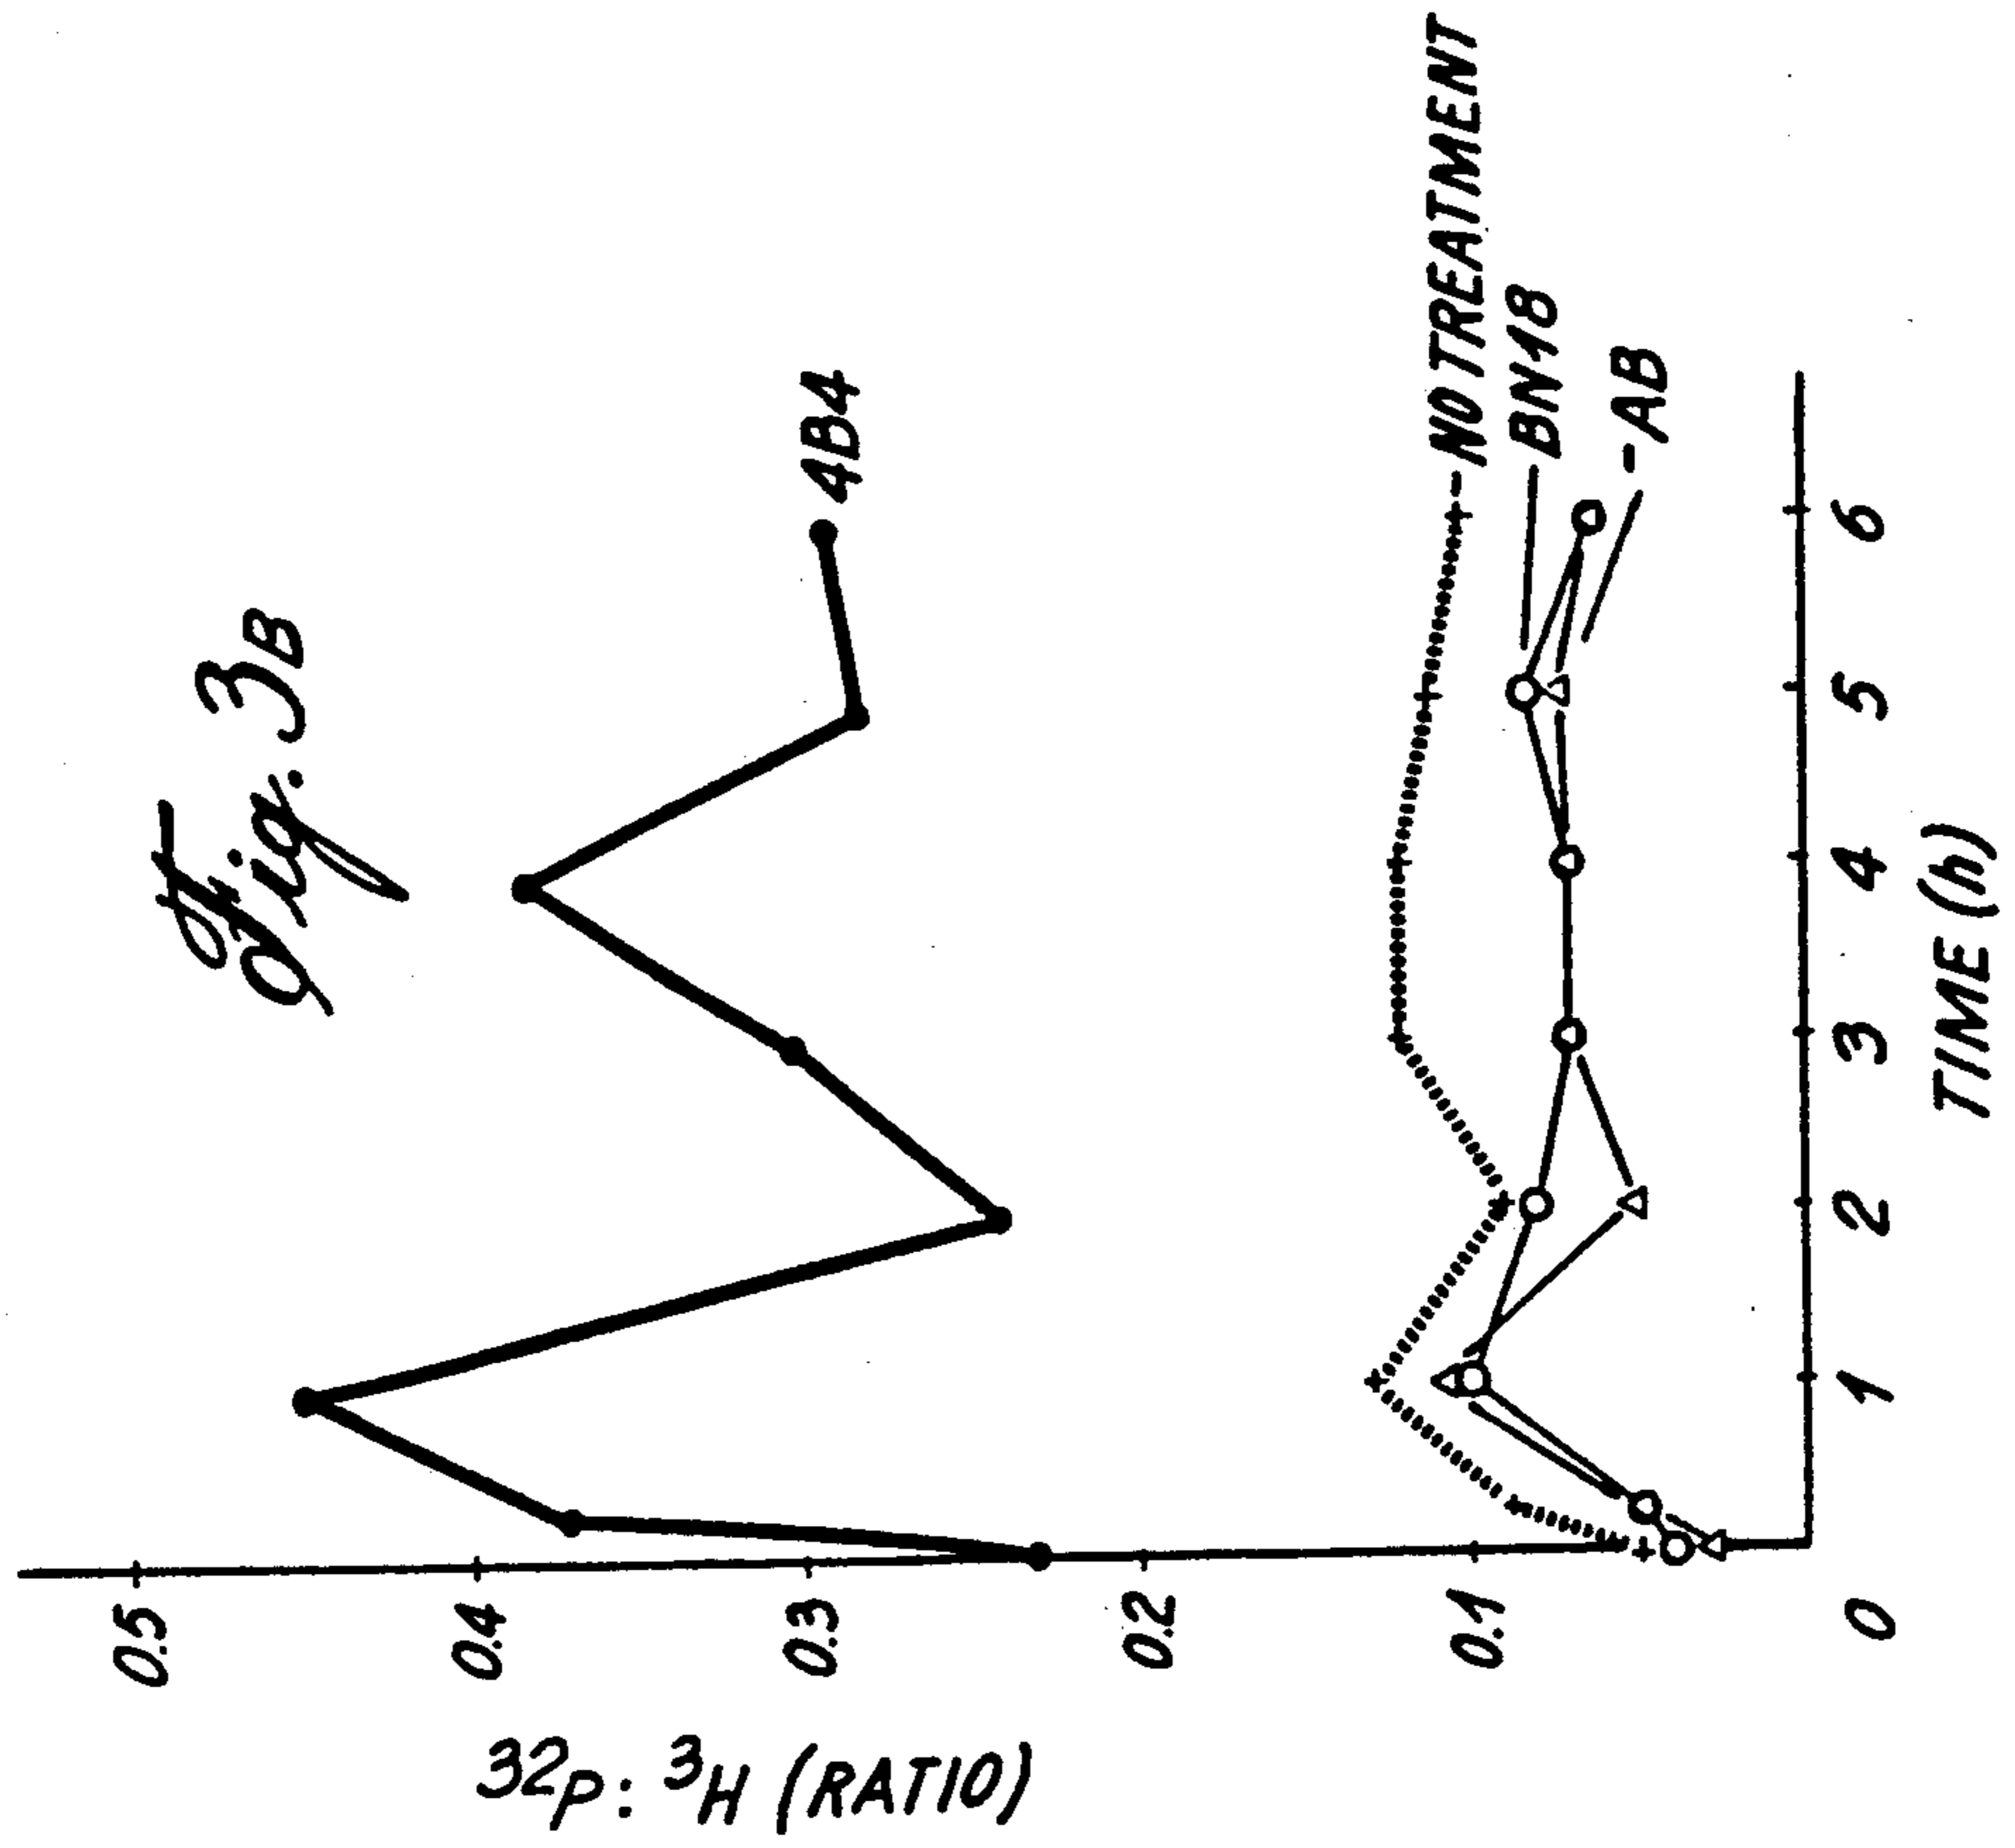 Fig. 3B
32P: 3H (RATIO)
0.5
0.4
0.3
0.2
0.1
0
1
2
3
4
5
6
TIME (h)
4B4
NO TREATMENT
BN18
-AB